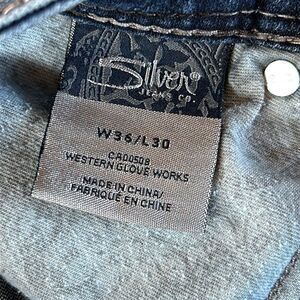 Silver
JEANS CO.
W36/L30
CA00508
WESTERN GLOVE WORKS
MADE IN CHINA/
FABRIQUÉ EN CHINE